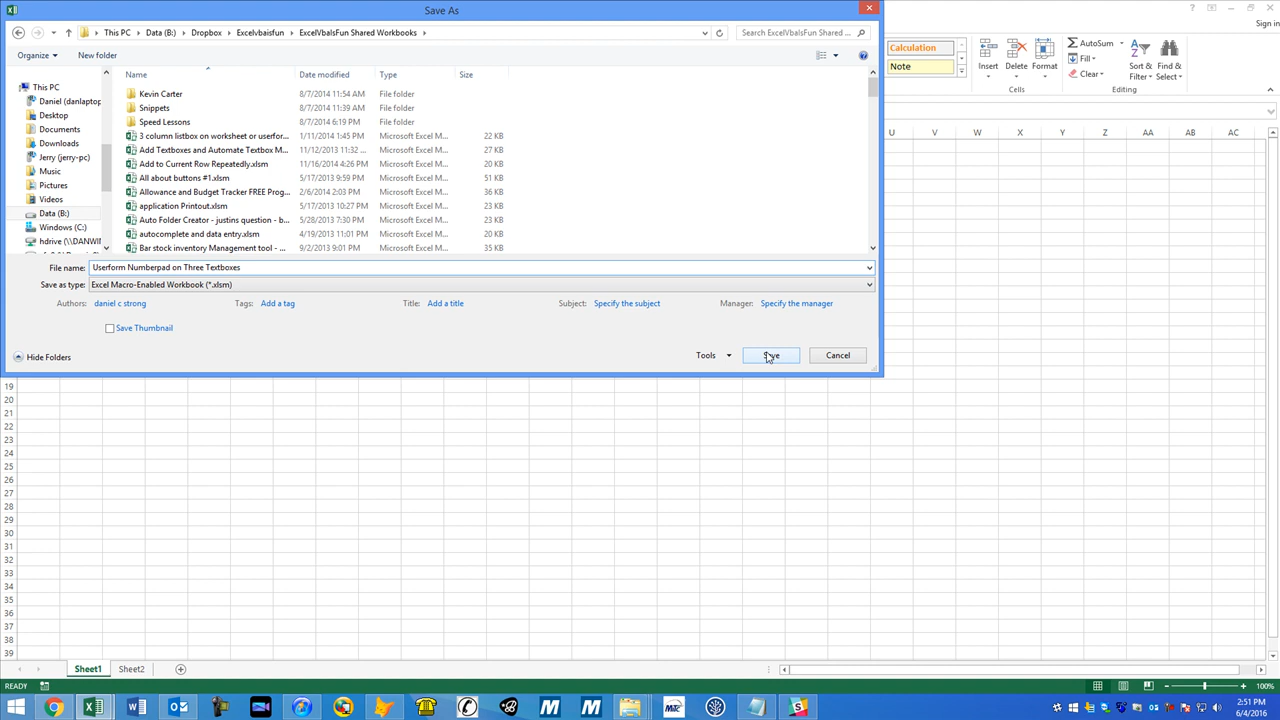 Save As
Sign in
This PC Data (B:) Dropbox Excelvbaisfun ExcelVbaIsFun Shared Workbooks
Search ExcelVbaIsFun Shared ...
Organize
New folder
Calculation
Note
Insert Delete Format
Cells
AutoSum
Fill
Clear
Sort & Filter
Find & Select
Editing
This PC
Daniel (danlaptop
Desktop
Documents
Downloads
Jerry (jerry-pc)
Music
Pictures
Videos
Data (B:)
Windows (C:)
hdrive (\\DANWIN
Name Date modified Type Size
Kevin Carter 8/7/2014 11:54 AM File folder
Snippets 8/7/2014 11:39 AM File folder
Speed Lessons 8/7/2014 6:19 PM File folder
3 column listbox on worksheet or userfor... 1/11/2014 1:45 PM Microsoft Excel M... 22 KB
Add Textboxes and Automate Textbox M... 11/12/2013 11:32 ... Microsoft Excel M... 27 KB
Add to Current Row Repeatedly.xlsm 11/16/2014 4:26 PM Microsoft Excel M... 20 KB
All about buttons #1.xlsm 5/17/2013 9:59 PM Microsoft Excel M... 51 KB
Allowance and Budget Tracker FREE Prog... 2/6/2014 2:03 PM Microsoft Excel M... 36 KB
application Printout.xlsm 5/17/2013 10:27 PM Microsoft Excel M... 23 KB
Auto Folder Creator - justins question - b... 5/28/2013 7:30 PM Microsoft Excel M... 23 KB
autocomplete and data entry.xlsm 4/19/2013 11:01 PM Microsoft Excel M... 20 KB
Bar stock inventory Management tool - ... 9/2/2013 9:01 PM Microsoft Excel M... 35 KB
File name: Userform Numberpad on Three Textboxes
Save as type: Excel Macro-Enabled Workbook (*.xlsm)
Authors: daniel c strong Tags: Add a tag Title: Add a title Subject: Specify the subject Manager: Specify the manager
Save Thumbnail
Hide Folders
Tools Save Cancel
U V W X Y Z AA AB AC
19
20
21
22
23
24
25
26
27
28
29
30
31
32
33
34
35
36
37
38
39
Sheet1 Sheet2
READY
100%
2:51 PM
6/4/2016